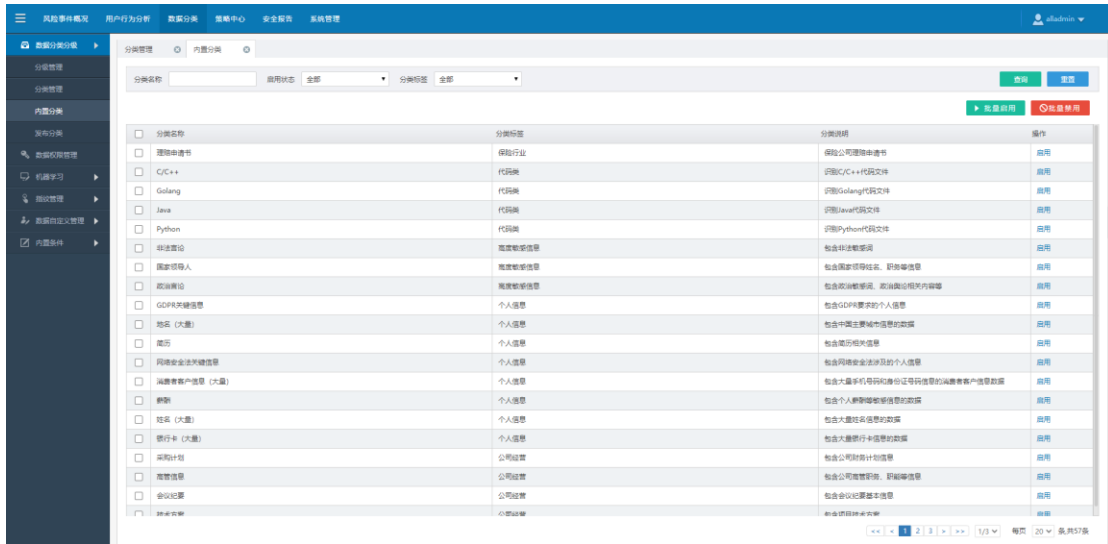 风险事件概况 用户行为分析 数据分类 策略中心 安全报告 系统管理 alladmin
数据分类分级
分级管理
分类管理
内置分类
发布分类
数据权限管理
机器学习
指纹管理
数据自定义管理
内置条件
分类管理 内置分类
分类名称 启用状态 全部 分类标签 全部 查询 重置
批量启用 批量禁用
分类名称 分类标签 分类说明 操作
理赔申请书 保险行业 保险公司理赔申请书 启用
C/C++ 代码类 识别C/C++代码文件 启用
Golang 代码类 识别Golang代码文件 启用
Java 代码类 识别Java代码文件 启用
Python 代码类 识别Python代码文件 启用
非法言论 高度敏感信息 包含非法敏感词 启用
国家领导人 高度敏感信息 包含国家领导姓名、职务等信息 启用
政治言论 高度敏感信息 包含政治敏感词、政治舆论相关内容等 启用
GDPR关键信息 个人信息 包含GDPR要求的个人信息 启用
地名（大量） 个人信息 包含中国主要城市信息的数据 启用
简历 个人信息 包含简历相关信息 启用
网络安全法关键信息 个人信息 包含网络安全法涉及的个人信息 启用
消费者客户信息（大量） 个人信息 包含大量手机号码和身份证号码信息的消费者客户信息数据 启用
薪酬 个人信息 包含个人薪酬等敏感信息的数据 启用
姓名（大量） 个人信息 包含大量姓名信息的数据 启用
银行卡（大量） 个人信息 包含大量银行卡信息的数据 启用
采购计划 公司经营 包含公司财务计划信息 启用
高管信息 公司经营 包含公司高管职务、职能等信息 启用
会议纪要 公司经营 包含会议纪要基本信息 启用
技术方案 公司经营 包含项目技术方案 启用
<< < 1 2 3 > >> 1/3 每页 20 条,共57条